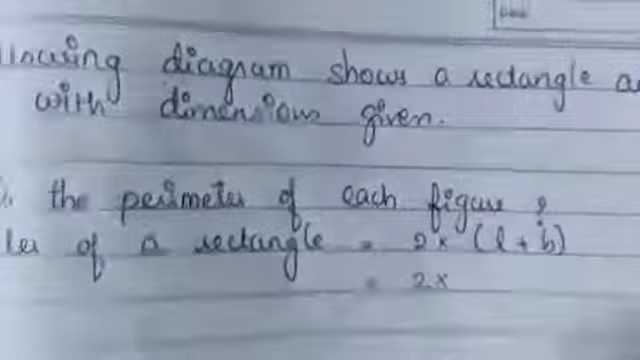 diagram shows a rectangle
with dimensions given.
the perimeter of each figure ?
of a rectangle = 2 × (l + b)
= 2 ×